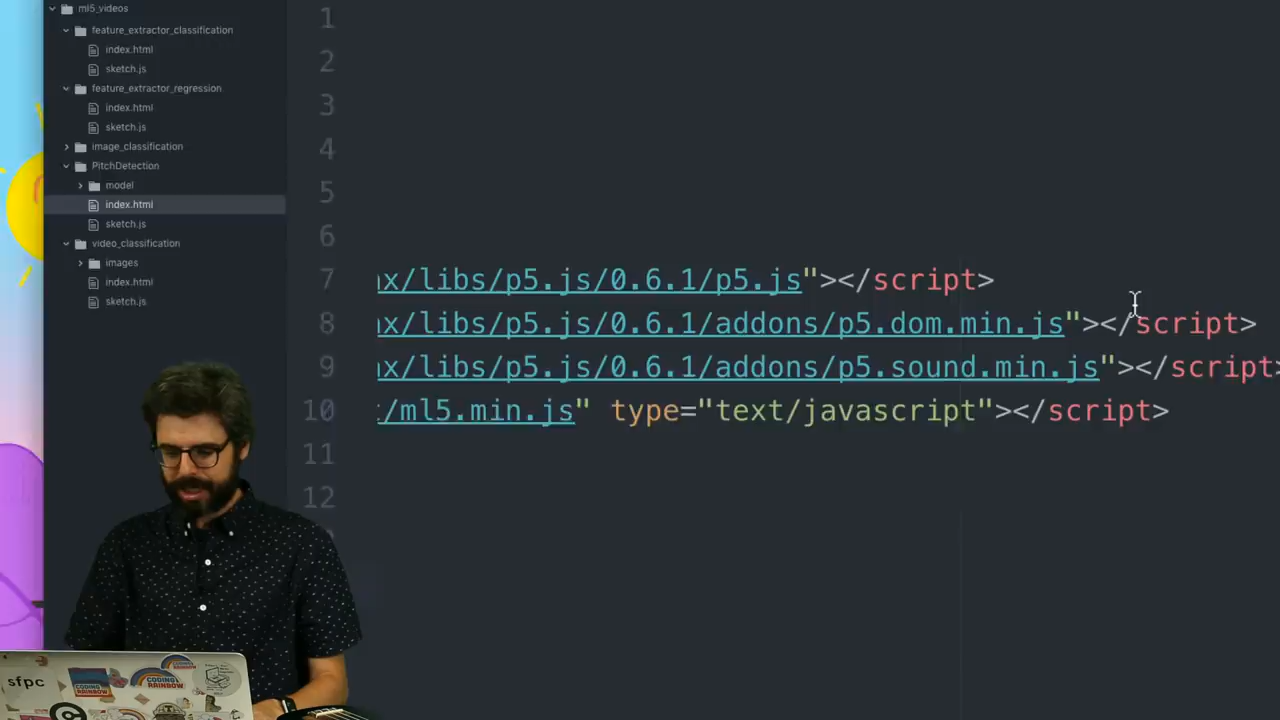 ml5_videos
feature_extractor_classification
index.html
sketch.js
feature_extractor_regression
index.html
sketch.js
image_classification
PitchDetection
model
index.html
sketch.js
video_classification
images
index.html
sketch.js
1
2
3
4
5
6
7 x/libs/p5.js/0.6.1/p5.js"></script>
8 x/libs/p5.js/0.6.1/addons/p5.dom.min.js"></script>
9 x/libs/p5.js/0.6.1/addons/p5.sound.min.js"></script>
10 /ml5.min.js" type="text/javascript"></script>
11
12
sfpc
CODING RAINBOW
CODING RAINBOW